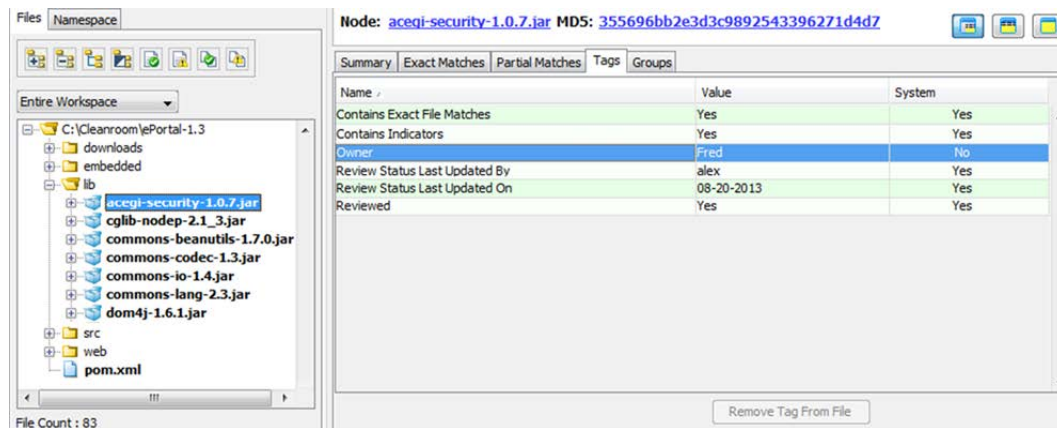 Files Namespace
Entire Workspace
C:\Cleanroom\ePortal-1.3
downloads
embedded
lib
acegi-security-1.0.7.jar
cglib-nodep-2.1_3.jar
commons-beanutils-1.7.0.jar
commons-codec-1.3.jar
commons-io-1.4.jar
commons-lang-2.3.jar
dom4j-1.6.1.jar
src
web
pom.xml
File Count : 83
Node: acegi-security-1.0.7.jar MD5: 355696bb2e3d3c9892543396271d4d7
Summary Exact Matches Partial Matches Tags Groups
Name Value System
Contains Exact File Matches Yes Yes
Contains Indicators Yes Yes
Owner Fred No
Review Status Last Updated By alex Yes
Review Status Last Updated On 08-20-2013 Yes
Reviewed Yes Yes
Remove Tag From File